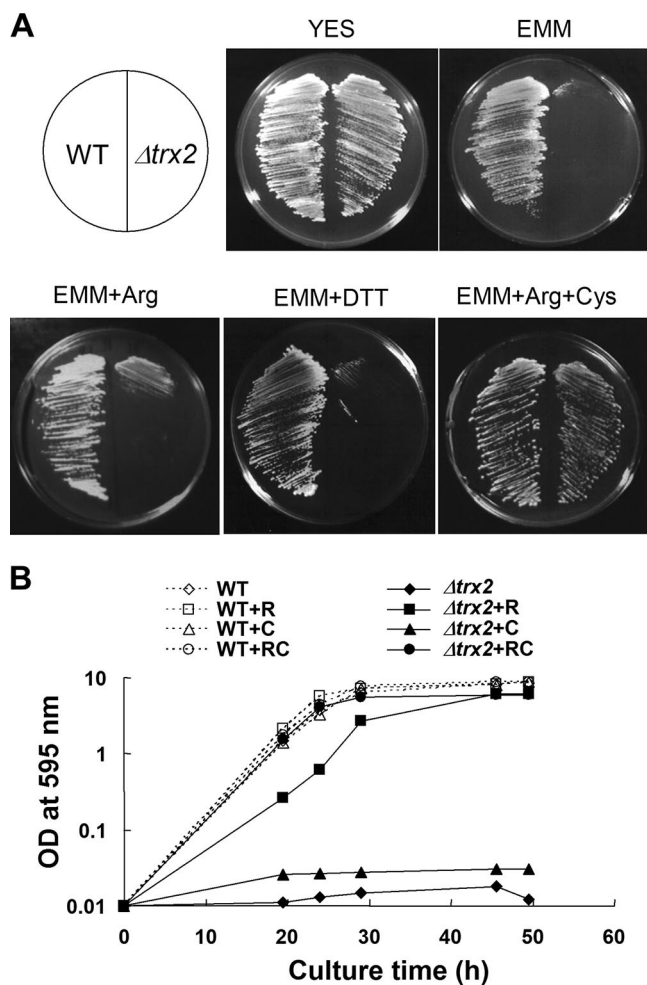 A
YES
EMM
WT
Δtrx2
EMM+Arg
EMM+DTT
EMM+Arg+Cys
B
WT
WT+R
WT+C
WT+RC
Δtrx2
Δtrx2+R
Δtrx2+C
Δtrx2+RC
OD at 595 nm
10
1
0.1
0.01
0
10
20
30
40
50
60
Culture time (h)